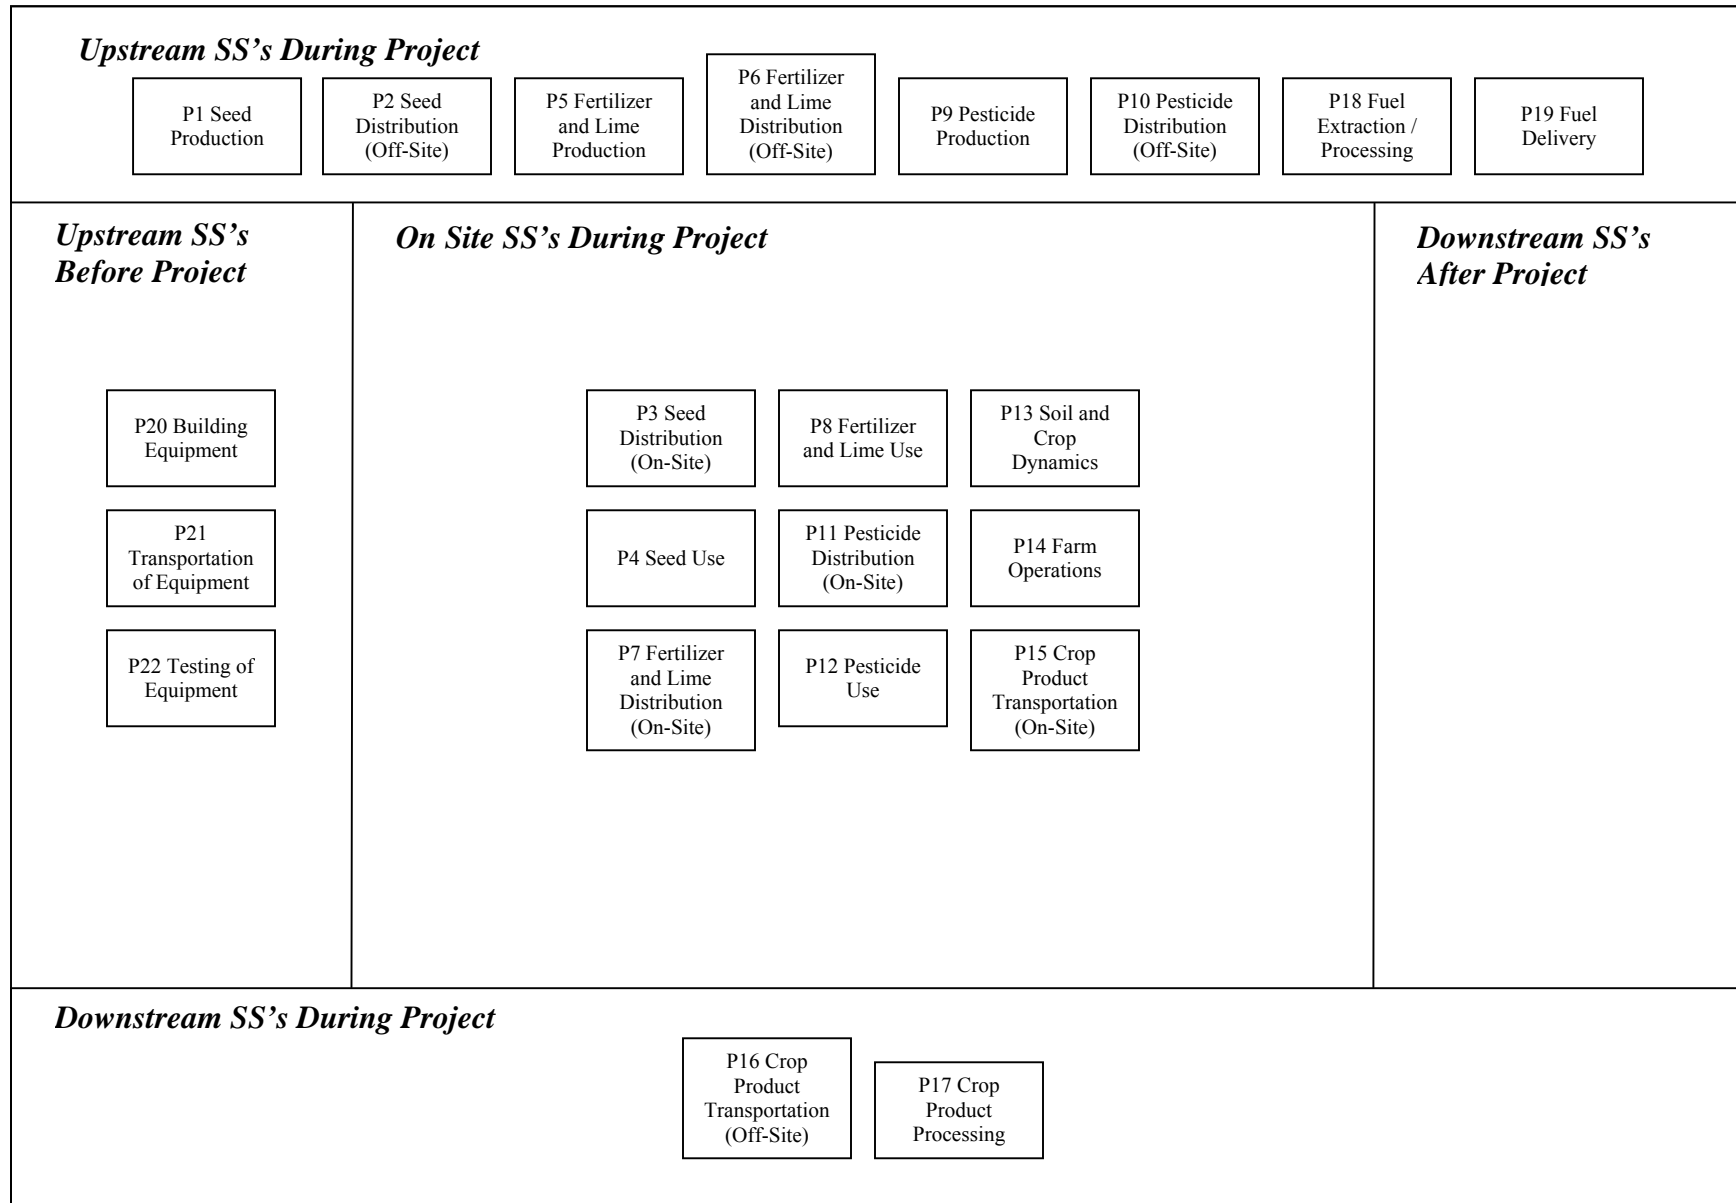 Upstream SS's During Project
P1 Seed
Production
P2 Seed
Distribution
(Off-Site)
P5 Fertilizer
and Lime
Production
P6 Fertilizer
and Lime
Distribution
(Off-Site)
P9 Pesticide
Production
P10 Pesticide
Distribution
(Off-Site)
P18 Fuel
Extraction /
Processing
P19 Fuel
Delivery
Upstream SS's
Before Project
On Site SS's During Project
Downstream SS's
After Project
P20 Building
Equipment
P21
Transportation
of Equipment
P22 Testing of
Equipment
P3 Seed
Distribution
(On-Site)
P8 Fertilizer
and Lime Use
P13 Soil and
Crop
Dynamics
P4 Seed Use
P11 Pesticide
Distribution
(On-Site)
P14 Farm
Operations
P7 Fertilizer
and Lime
Distribution
(On-Site)
P12 Pesticide
Use
P15 Crop
Product
Transportation
(On-Site)
Downstream SS's During Project
P16 Crop
Product
Transportation
(Off-Site)
P17 Crop
Product
Processing